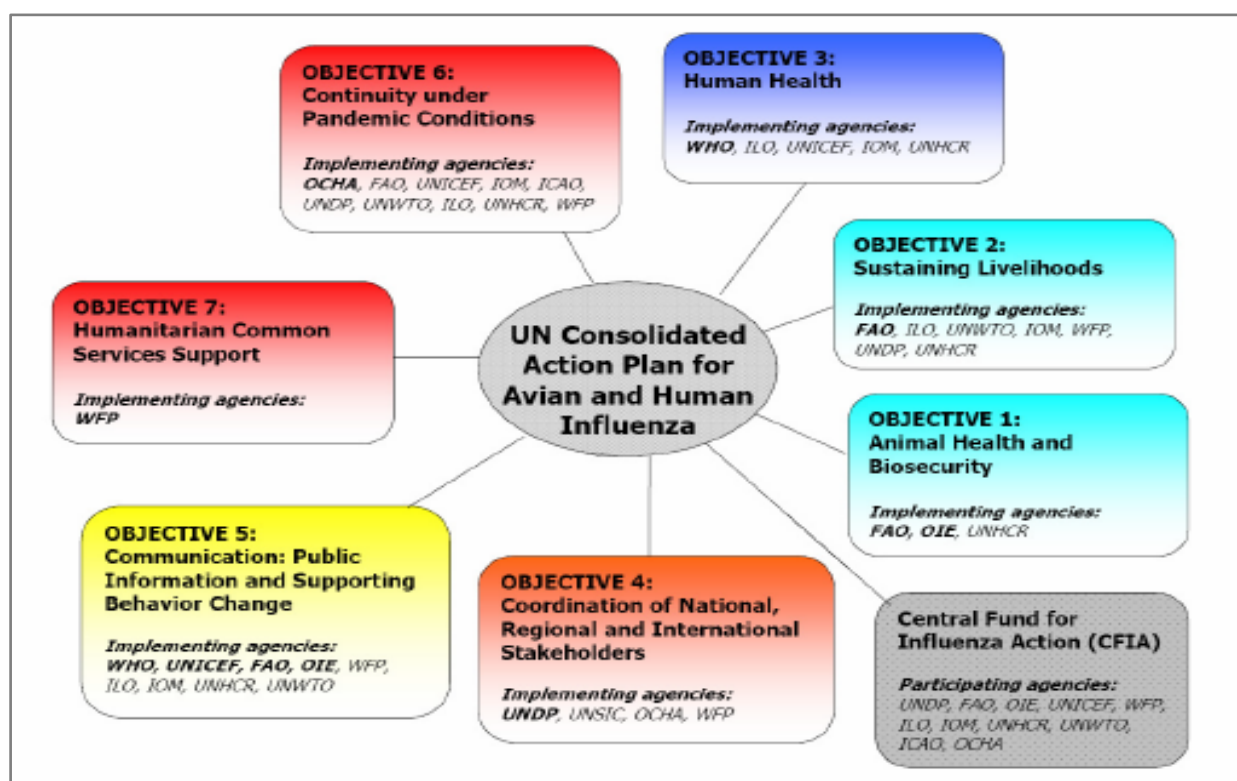 OBJECTIVE 6:
Continuity under
Pandemic Conditions
Implementing agencies:
OCHA, FAO, UNICEF, IOM, ICAO,
UNDP, UNWTO, ILO, UNHCR, WFP
OBJECTIVE 3:
Human Health
Implementing agencies:
WHO, ILO, UNICEF, IOM, UNHCR
OBJECTIVE 2:
Sustaining Livelihoods
Implementing agencies:
FAO, ILO, UNWTO, IOM, WFP,
UNDP, UNHCR
OBJECTIVE 7:
Humanitarian Common
Services Support
Implementing agencies:
WFP
UN Consolidated
Action Plan for
Avian and Human
Influenza
OBJECTIVE 1:
Animal Health and
Biosecurity
Implementing agencies:
FAO, OIE, UNHCR
OBJECTIVE 5:
Communication: Public
Information and Supporting
Behavior Change
Implementing agencies:
WHO, UNICEF, FAO, OIE, WFP,
ILO, IOM, UNHCR, UNWTO
OBJECTIVE 4:
Coordination of National,
Regional and International
Stakeholders
Implementing agencies:
UNDP, UNSIC, OCHA, WFP
Central Fund for
Influenza Action (CFIA)
Participating agencies:
UNDP, FAO, OIE, UNICEF, WFP,
ILO, IOM, UNHCR, UNWTO,
ICAO, OCHA